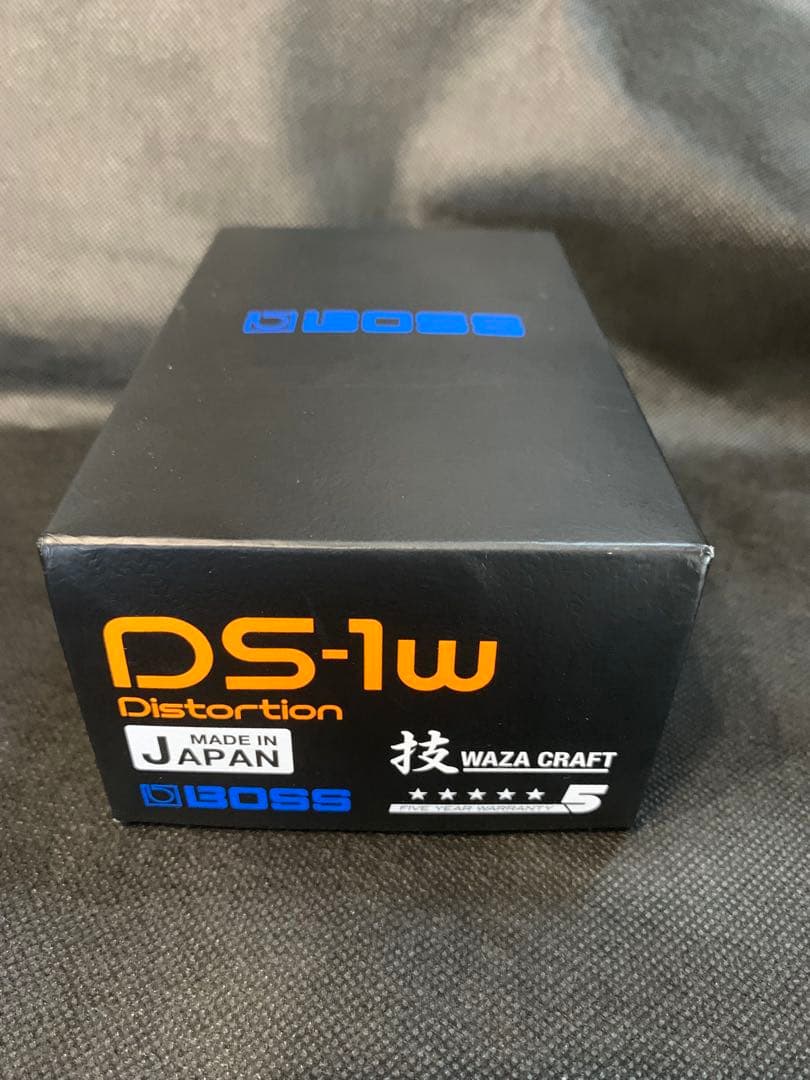 BOSS
DS-1w
Distortion
MADE IN
JAPAN
技 WAZA CRAFT
BOSS
★★★★★ 5
FIVE YEAR WARRANTY